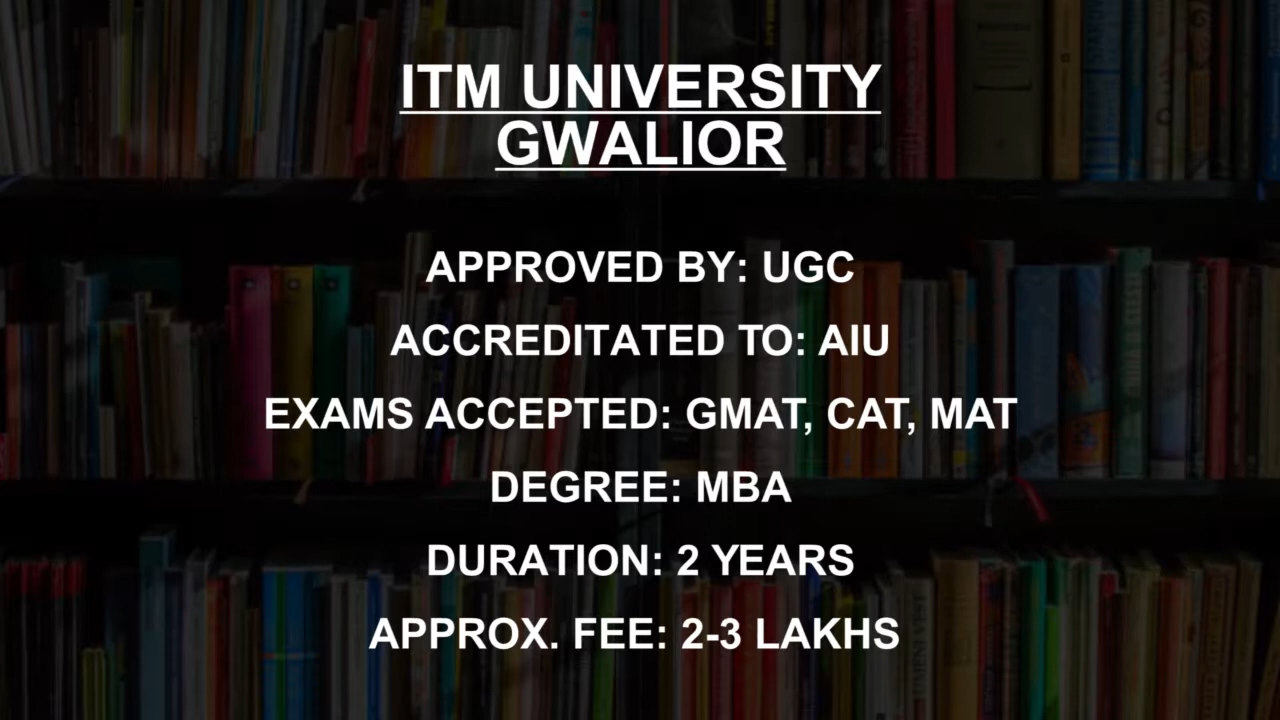 ITM UNIVERSITY
GWALIOR
APPROVED BY: UGC
ACCREDITATED TO: AIU
EXAMS ACCEPTED: GMAT, CAT, MAT
DEGREE: MBA
DURATION: 2 YEARS
APPROX. FEE: 2-3 LAKHS